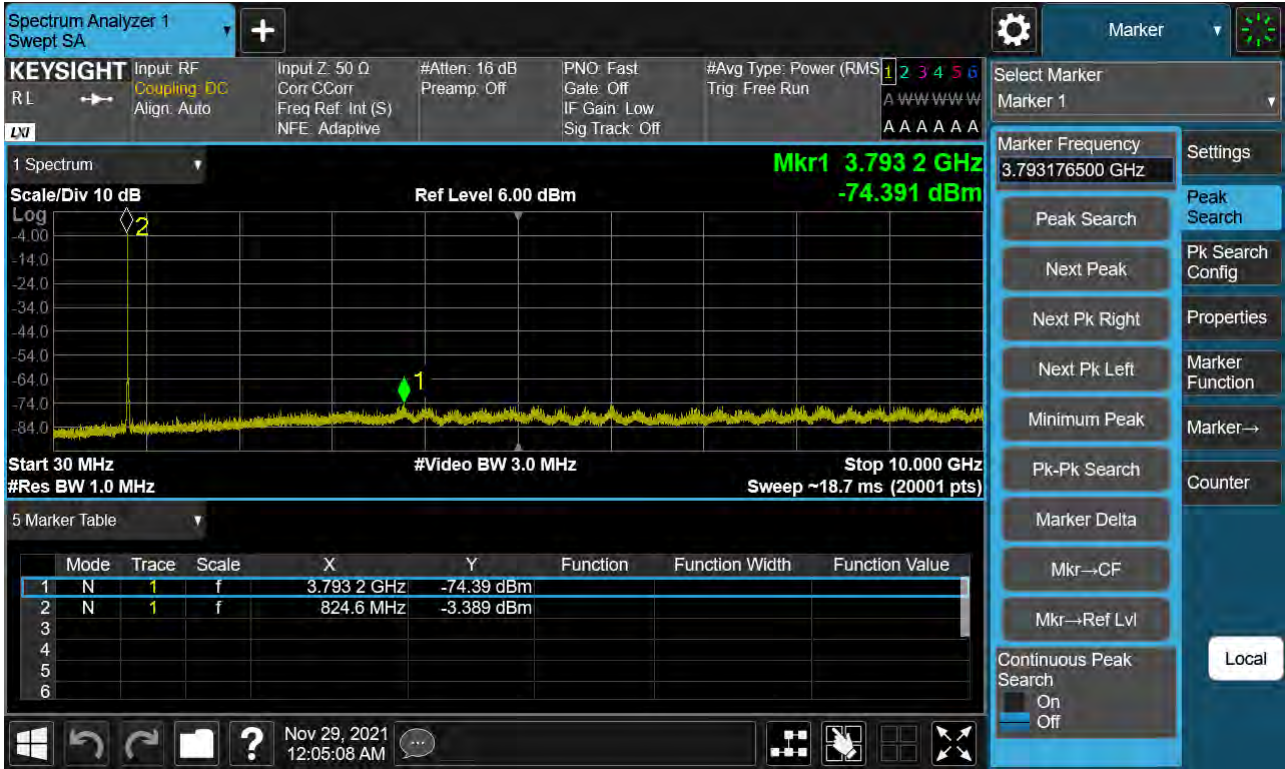 Spectrum Analyzer 1
Swept SA
+
Marker
KEYSIGHT
RL
LXI
Input: RF
Coupling: DC
Align: Auto
Input Z: 50 Ω
Corr CCorr
Freq Ref: Int (S)
NFE: Adaptive
#Atten: 16 dB
Preamp: Off
PNO: Fast
Gate: Off
IF Gain: Low
Sig Track: Off
#Avg Type: Power (RMS
Trig: Free Run
1 2 3 4 5 6
A W W W W W
A A A A A A
Select Marker
Marker 1
1 Spectrum
Mkr1 3.793 2 GHz
-74.391 dBm
Scale/Div 10 dB
Ref Level 6.00 dBm
Log
-4.00
-14.0
-24.0
-34.0
-44.0
-54.0
-64.0
-74.0
-84.0
2
1
Start 30 MHz
#Video BW 3.0 MHz
Stop 10.000 GHz
#Res BW 1.0 MHz
Sweep ~18.7 ms (20001 pts)
5 Marker Table
Mode Trace Scale X Y Function Function Width Function Value
1 N 1 f 3.793 2 GHz -74.39 dBm
2 N 1 f 824.6 MHz -3.389 dBm
3
4
5
6
Marker Frequency
3.793176500 GHz
Peak Search
Next Peak
Next Pk Right
Next Pk Left
Minimum Peak
Pk-Pk Search
Marker Delta
Mkr→CF
Mkr→Ref Lvl
Continuous Peak
Search
On
Off
Settings
Peak
Search
Pk Search
Config
Properties
Marker
Function
Marker→
Counter
Local
?
Nov 29, 2021
12:05:08 AM